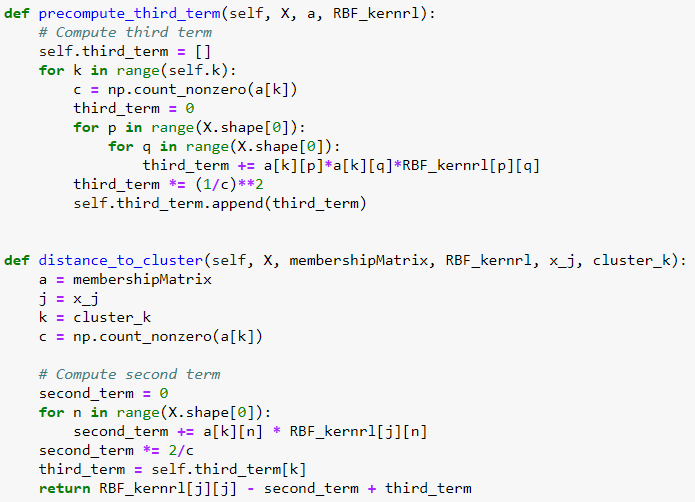 def precompute_third_term(self, X, a, RBF_kernrl):
    # Compute third term
    self.third_term = []
    for k in range(self.k):
        c = np.count_nonzero(a[k])
        third_term = 0
        for p in range(X.shape[0]):
            for q in range(X.shape[0]):
                third_term += a[k][p]*a[k][q]*RBF_kernrl[p][q]
        third_term *= (1/c)**2
        self.third_term.append(third_term)
def distance_to_cluster(self, X, membershipMatrix, RBF_kernrl, x_j, cluster_k):
    a = membershipMatrix
    j = x_j
    k = cluster_k
    c = np.count_nonzero(a[k])
    # Compute second term
    second_term = 0
    for n in range(X.shape[0]):
        second_term += a[k][n] * RBF_kernrl[j][n]
    second_term *= 2/c
    third_term = self.third_term[k]
    return RBF_kernrl[j][j] - second_term + third_term